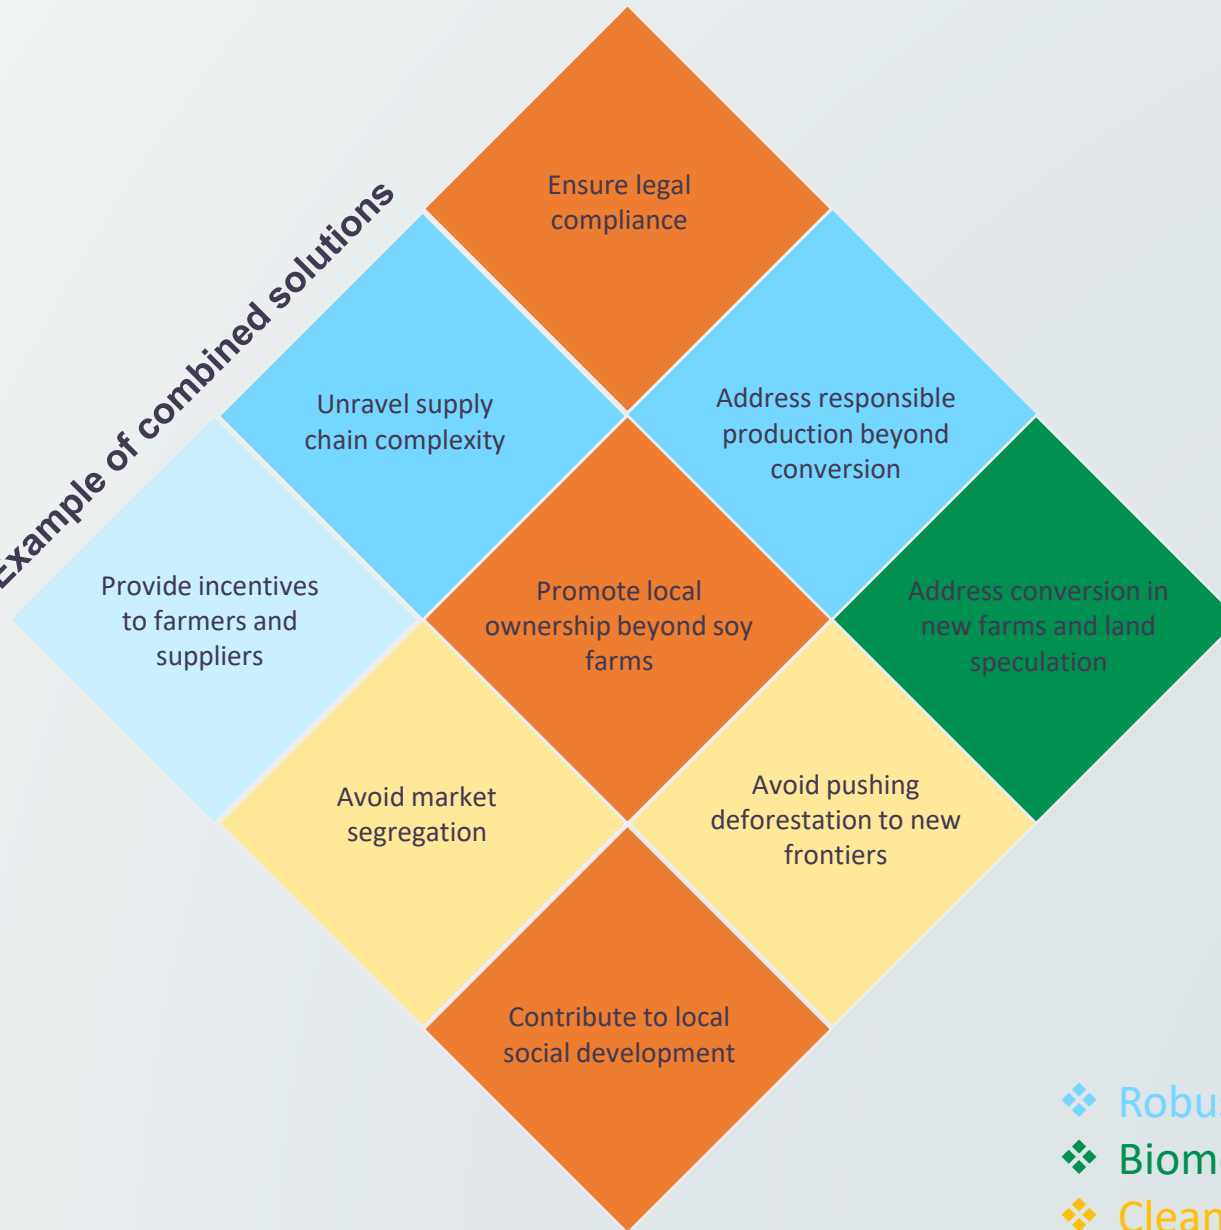 Example of combined solutions
Ensure legal
compliance
Unravel supply
chain complexity
Address responsible
production beyond
conversion
Provide incentives
to farmers and
suppliers
Promote local
ownership beyond soy
farms
Address conversion in
new farms and land
speculation
Avoid market
segregation
Avoid pushing
deforestation to new
frontiers
Contribute to local
social development